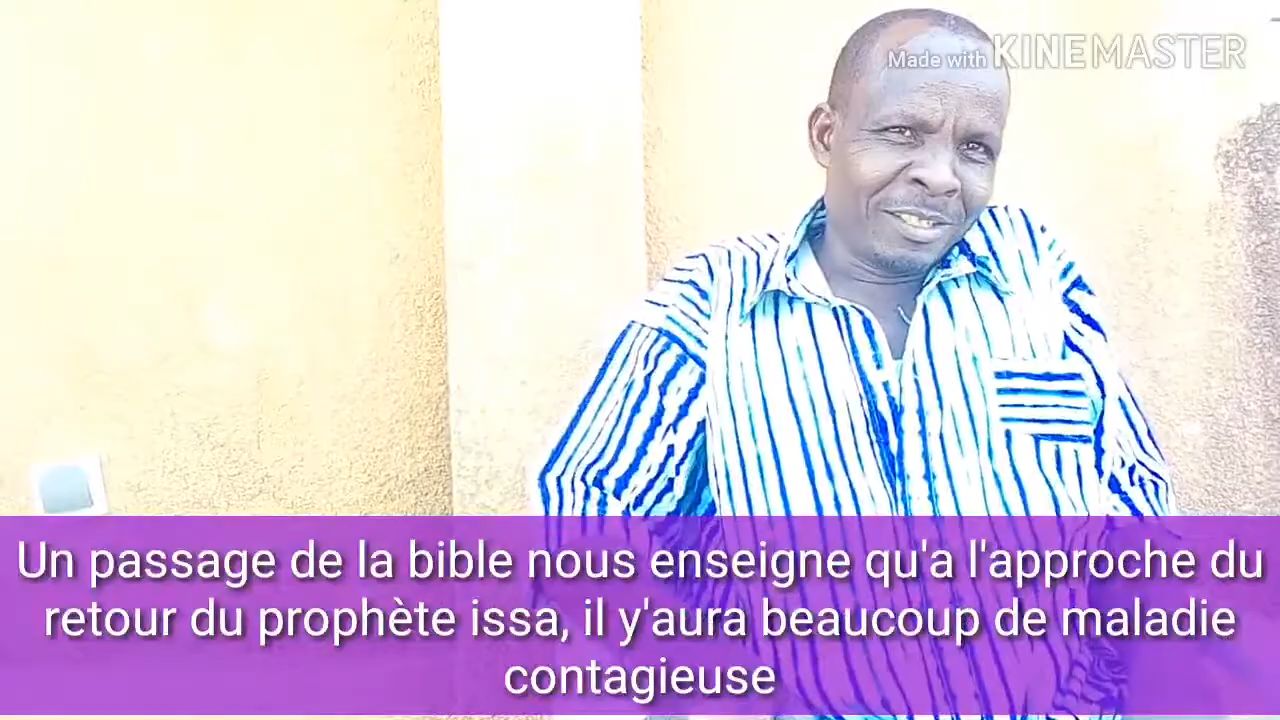 Made with KINEMASTER
Un passage de la bible nous enseigne qu'a l'approche du
retour du prophète issa, il y'aura beaucoup de maladie
contagieuse